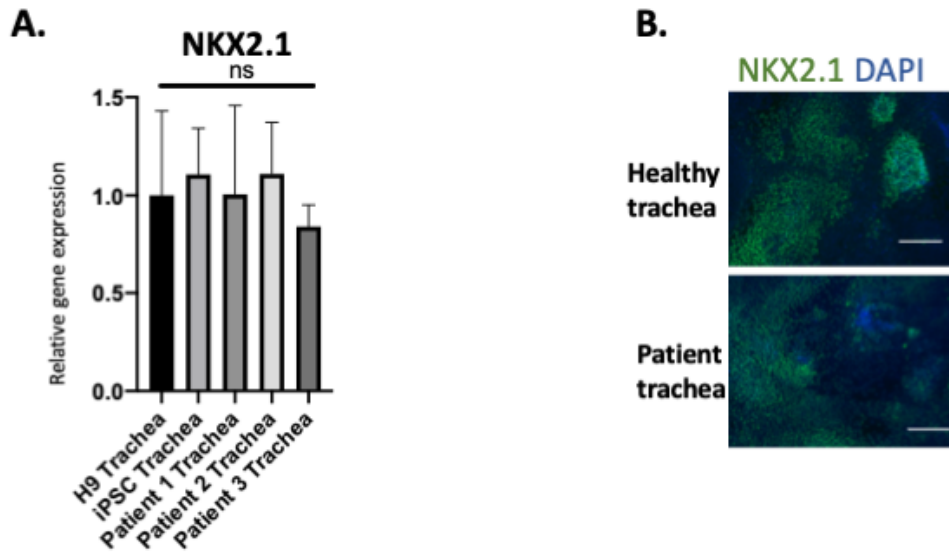 A.
NKX2.1
ns
Relative gene expression
1.5
1.0
0.5
0.0
H9 Trachea
iPSC Trachea
Patient 1 Trachea
Patient 2 Trachea
Patient 3 Trachea
B.
NKX2.1 DAPI
Healthy
trachea
Patient
trachea